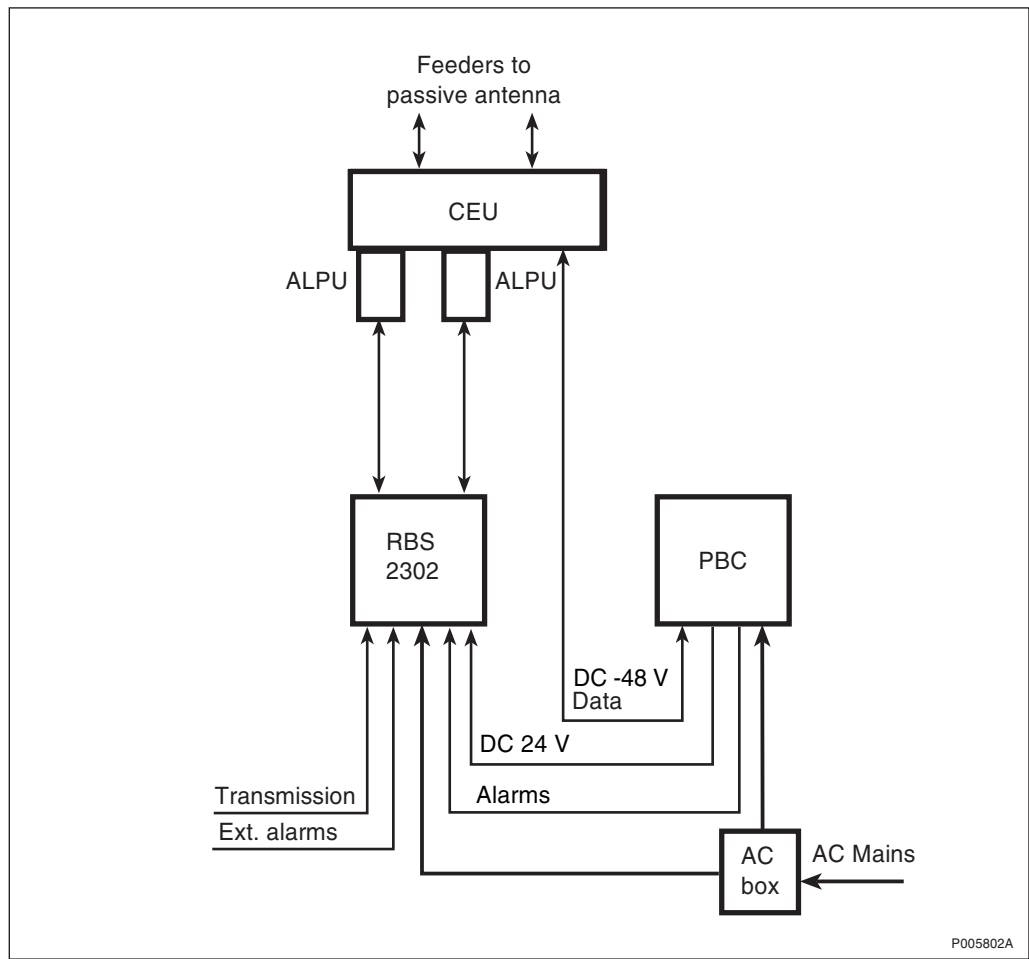 Feeders to
passive antenna
CEU
ALPU
ALPU
RBS
2302
PBC
DC -48 V
Data
DC 24 V
Transmission
Alarms
Ext. alarms
AC
box
AC Mains
P005802A